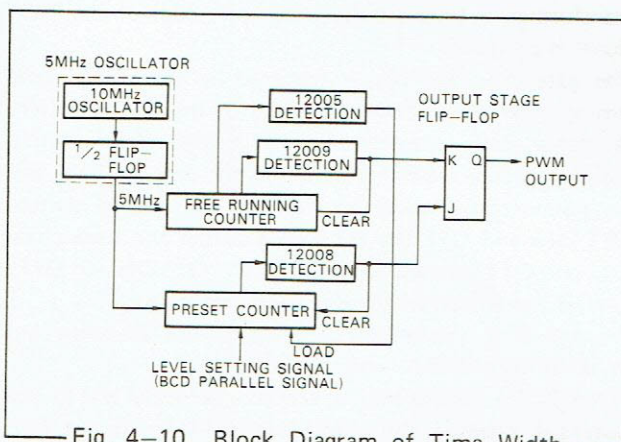 5MHz OSCILLATOR
10MHz
OSCILLATOR
1/2 FLIP-
FLOP
5MHz
12005
DETECTION
12009
DETECTION
FREE RUNNING
COUNTER
CLEAR
12008
DETECTION
PRESET COUNTER
CLEAR
LOAD
LEVEL SETTING SIGNAL
(BCD PARALLEL SIGNAL)
OUTPUT STAGE
FLIP-FLOP
K Q
J
PWM
OUTPUT
Fig. 4-10 Block Diagram of Time Width